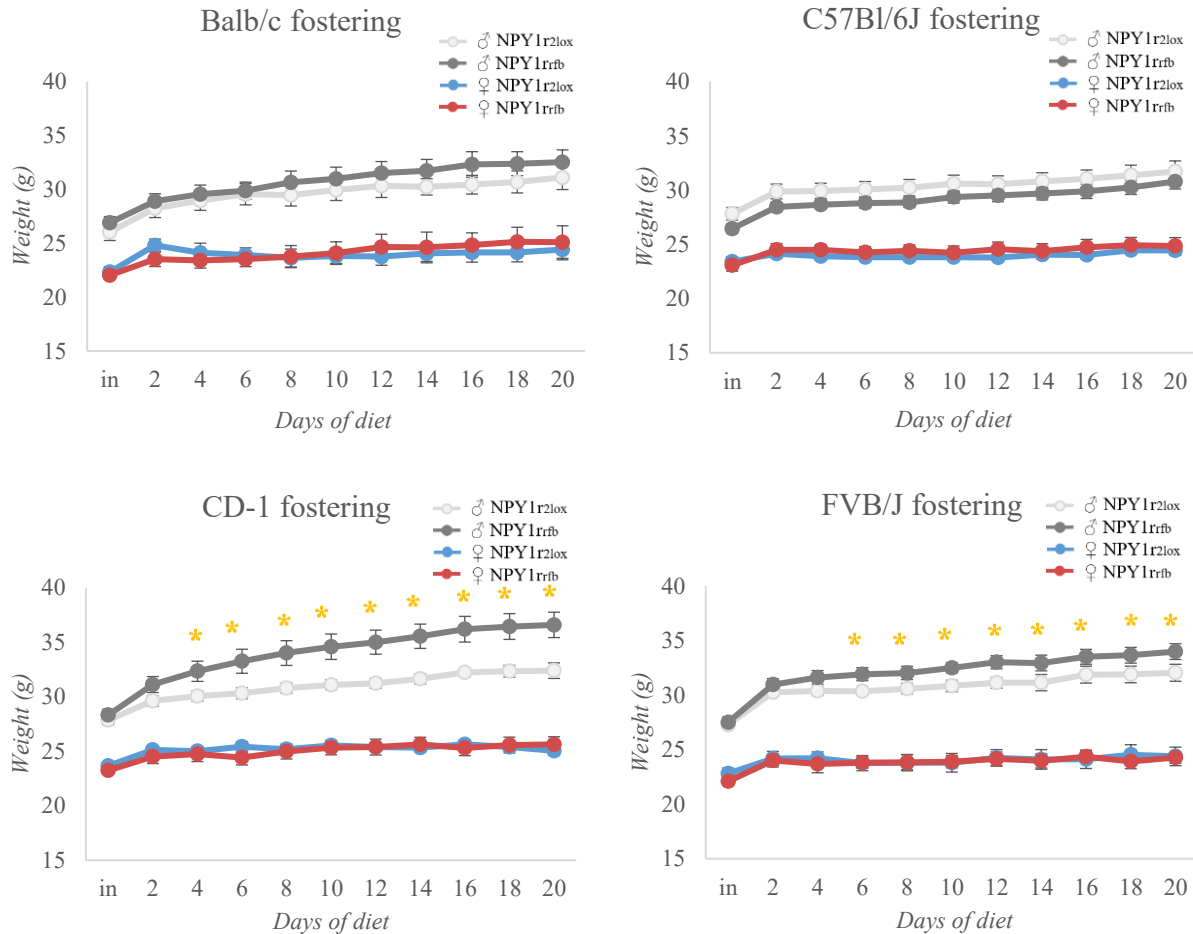 Balb/c fostering
♂ NPY1r2lox
♂ NPY1rrfb
♀ NPY1r2lox
♀ NPY1rrfb
40
35
30
25
20
15
Weight (g)
in 2 4 6 8 10 12 14 16 18 20
Days of diet
C57Bl/6J fostering
♂ NPY1r2lox
♂ NPY1rrfb
♀ NPY1r2lox
♀ NPY1rrfb
40
35
30
25
20
15
Weight (g)
in 2 4 6 8 10 12 14 16 18 20
Days of diet
CD-1 fostering
♂ NPY1r2lox
♂ NPY1rrfb
♀ NPY1r2lox
♀ NPY1rrfb
* * * * * * * * *
40
35
30
25
20
15
Weight (g)
in 2 4 6 8 10 12 14 16 18 20
Days of diet
FVB/J fostering
♂ NPY1r2lox
♂ NPY1rrfb
♀ NPY1r2lox
♀ NPY1rrfb
* * * * * * * *
40
35
30
25
20
15
Weight (g)
in 2 4 6 8 10 12 14 16 18 20
Days of diet